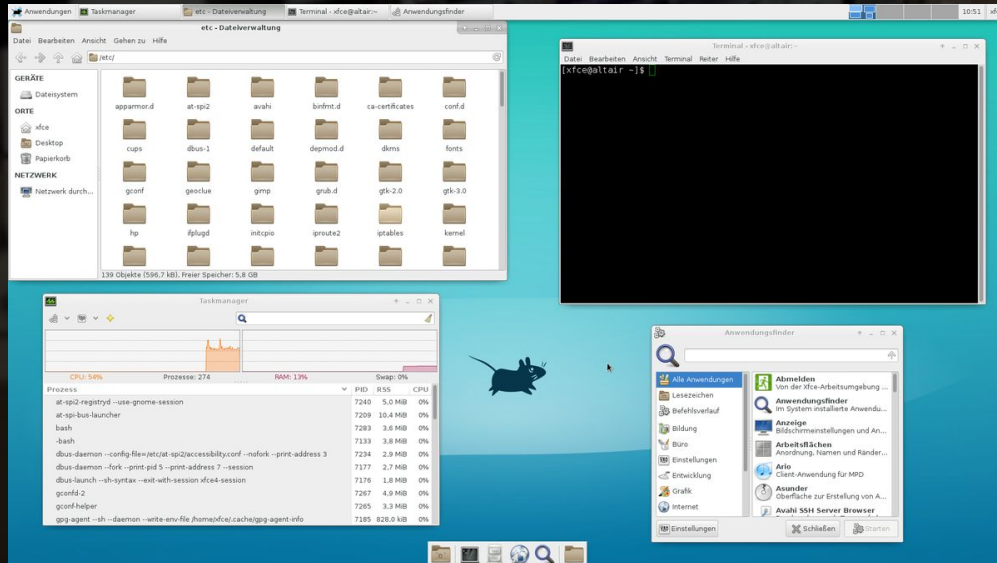 Anwendungen Taskmanager etc - Dateiverwaltung Terminal - xfce@altair:~ Anwendungsfinder 10:51
etc - Dateiverwaltung
Datei Bearbeiten Ansicht Gehen zu Hilfe
/etc/
GERÄTE
Dateisystem
ORTE
xfce
Desktop
Papierkorb
NETZWERK
Netzwerk durch...
apparmor.d at-spi2 avahi binfmt.d ca-certificates conf.d
cups dbus-1 default depmod.d dkms fonts
gconf geoclue gimp grub.d gtk-2.0 gtk-3.0
hp ifplugd initcpio iproute2 iptables kernel
139 Objekte (596,7 kB), Freier Speicher: 5,8 GB
Terminal - xfce@altair:~
Datei Bearbeiten Ansicht Terminal Reiter Hilfe
[xfce@altair ~]$
Taskmanager
CPU: 54% Prozesse: 274 RAM: 13% Swap: 0%
Prozess PID RSS CPU
at-spi2-registryd --use-gnome-session 7240 5,0 MiB 0%
at-spi-bus-launcher 7209 10,4 MiB 0%
bash 7283 3,6 MiB 0%
-bash 7133 3,8 MiB 0%
dbus-daemon --config-file=/etc/at-spi2/accessibility.conf --nofork --print-address 3 7234 2,9 MiB 0%
dbus-daemon --fork --print-pid 5 --print-address 7 --session 7177 2,7 MiB 0%
dbus-launch --sh-syntax --exit-with-session xfce4-session 7176 1,8 MiB 0%
gconfd-2 7267 4,9 MiB 0%
gconf-helper 7265 3,3 MiB 0%
gpg-agent --sh --daemon --write-env-file /home/xfce/.cache/gpg-agent-info 7185 828,0 kiB 0%
Anwendungsfinder
Alle Anwendungen
Lesezeichen
Befehlsverlauf
Bildung
Büro
Einstellungen
Entwicklung
Grafik
Internet
Abmelden
Von der Xfce-Arbeitsumgebung ...
Anwendungsfinder
Im System installierte Anwendu...
Anzeige
Bildschirmeinstellungen und An...
Arbeitsflächen
Anordnung, Namen und Ränder...
Ario
Client-Anwendung für MPD
Asunder
Oberfläche zur Erstellung von A...
Avahi SSH Server Browser
Einstellungen Schließen Starten